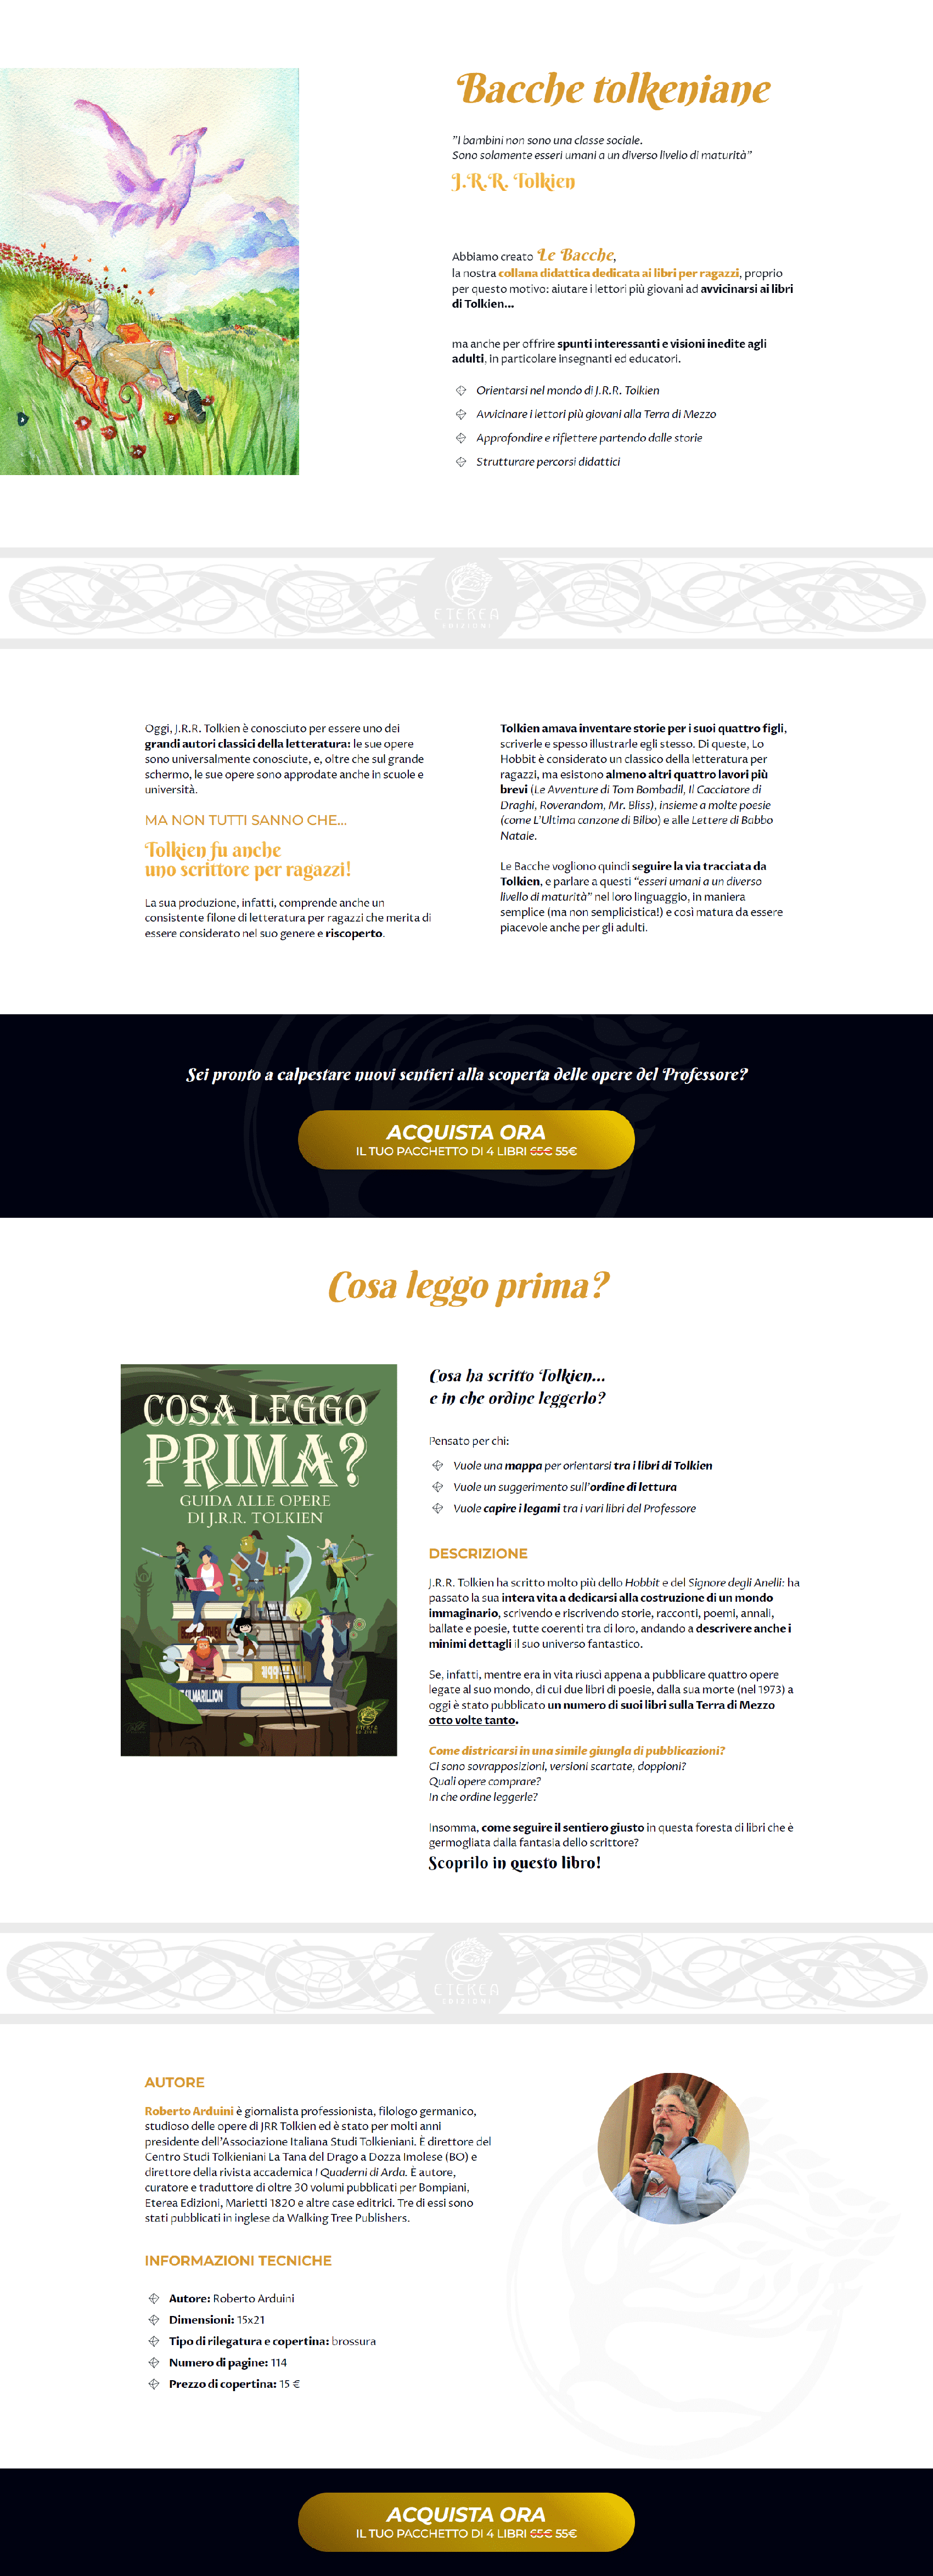 Bacche tolkeniane
"I bambini non sono una classe sociale.
Sono solamente esseri umani a un diverso livello di maturità"
J.R.R. Tolkien
Abbiamo creato Le Bacche,
la nostra collana didattica dedicata ai libri per ragazzi, proprio
per questo motivo: aiutare i lettori più giovani ad avvicinarsi ai libri
di Tolkien...
ma anche per offrire spunti interessanti e visioni inedite agli
adulti, in particolare insegnanti ed educatori.
Orientarsi nel mondo di J.R.R. Tolkien
Avvicinare i lettori più giovani alla Terra di Mezzo
Approfondire e riflettere partendo dalle storie
Strutturare percorsi didattici
ETEREA
EDIZIONI
Oggi, J.R.R. Tolkien è conosciuto per essere uno dei
grandi autori classici della letteratura: le sue opere
sono universalmente conosciute, e, oltre che sul grande
schermo, le sue opere sono approdate anche in scuole e
università.
MA NON TUTTI SANNO CHE...
Tolkien fu anche
uno scrittore per ragazzi!
La sua produzione, infatti, comprende anche un
consistente filone di letteratura per ragazzi che merita di
essere considerato nel suo genere e riscoperto.
Tolkien amava inventare storie per i suoi quattro figli,
scriverle e spesso illustrarle egli stesso. Di queste, Lo
Hobbit è considerato un classico della letteratura per
ragazzi, ma esistono almeno altri quattro lavori più
brevi (Le Avventure di Tom Bombadil, Il Cacciatore di
Draghi, Roverandom, Mr. Bliss), insieme a molte poesie
(come L'Ultima canzone di Bilbo) e alle Lettere di Babbo
Natale.
Le Bacche vogliono quindi seguire la via tracciata da
Tolkien, e parlare a questi "esseri umani a un diverso
livello di maturità" nel loro linguaggio, in maniera
semplice (ma non semplicistica!) e così matura da essere
piacevole anche per gli adulti.
Sei pronto a calpestare nuovi sentieri alla scoperta delle opere del Professore?
ACQUISTA ORA
IL TUO PACCHETTO DI 4 LIBRI 65€ 55€
Cosa leggo prima?
COSA LEGGO
PRIMA?
GUIDA ALLE OPERE
DI J.R.R. TOLKIEN
SILMARILLION
ETEREA
Cosa ha scritto Tolkien...
e in che ordine leggerlo?
Pensato per chi:
Vuole una mappa per orientarsi tra i libri di Tolkien
Vuole un suggerimento sull'ordine di lettura
Vuole capire i legami tra i vari libri del Professore
DESCRIZIONE
J.R.R. Tolkien ha scritto molto più dello Hobbit e del Signore degli Anelli: ha
passato la sua intera vita a dedicarsi alla costruzione di un mondo
immaginario, scrivendo e riscrivendo storie, racconti, poemi, annali,
ballate e poesie, tutte coerenti tra di loro, andando a descrivere anche i
minimi dettagli il suo universo fantastico.
Se, infatti, mentre era in vita riuscì appena a pubblicare quattro opere
legate al suo mondo, di cui due libri di poesie, dalla sua morte (nel 1973) a
oggi è stato pubblicato un numero di suoi libri sulla Terra di Mezzo
otto volte tanto.
Come districarsi in una simile giungla di pubblicazioni?
Ci sono sovrapposizioni, versioni scartate, doppioni?
Quali opere comprare?
In che ordine leggerle?
Insomma, come seguire il sentiero giusto in questa foresta di libri che è
germogliata dalla fantasia dello scrittore?
Scoprilo in questo libro!
ETEREA
EDIZIONI
AUTORE
Roberto Arduini è giornalista professionista, filologo germanico,
studioso delle opere di JRR Tolkien ed è stato per molti anni
presidente dell'Associazione Italiana Studi Tolkieniani. È direttore del
Centro Studi Tolkieniani La Tana del Drago a Dozza Imolese (BO) e
direttore della rivista accademica I Quaderni di Arda. È autore,
curatore e traduttore di oltre 30 volumi pubblicati per Bompiani,
Eterea Edizioni, Marietti 1820 e altre case editrici. Tre di essi sono
stati pubblicati in inglese da Walking Tree Publishers.
INFORMAZIONI TECNICHE
Autore: Roberto Arduini
Dimensioni: 15x21
Tipo di rilegatura e copertina: brossura
Numero di pagine: 114
Prezzo di copertina: 15 €
ACQUISTA ORA
IL TUO PACCHETTO DI 4 LIBRI 65€ 55€